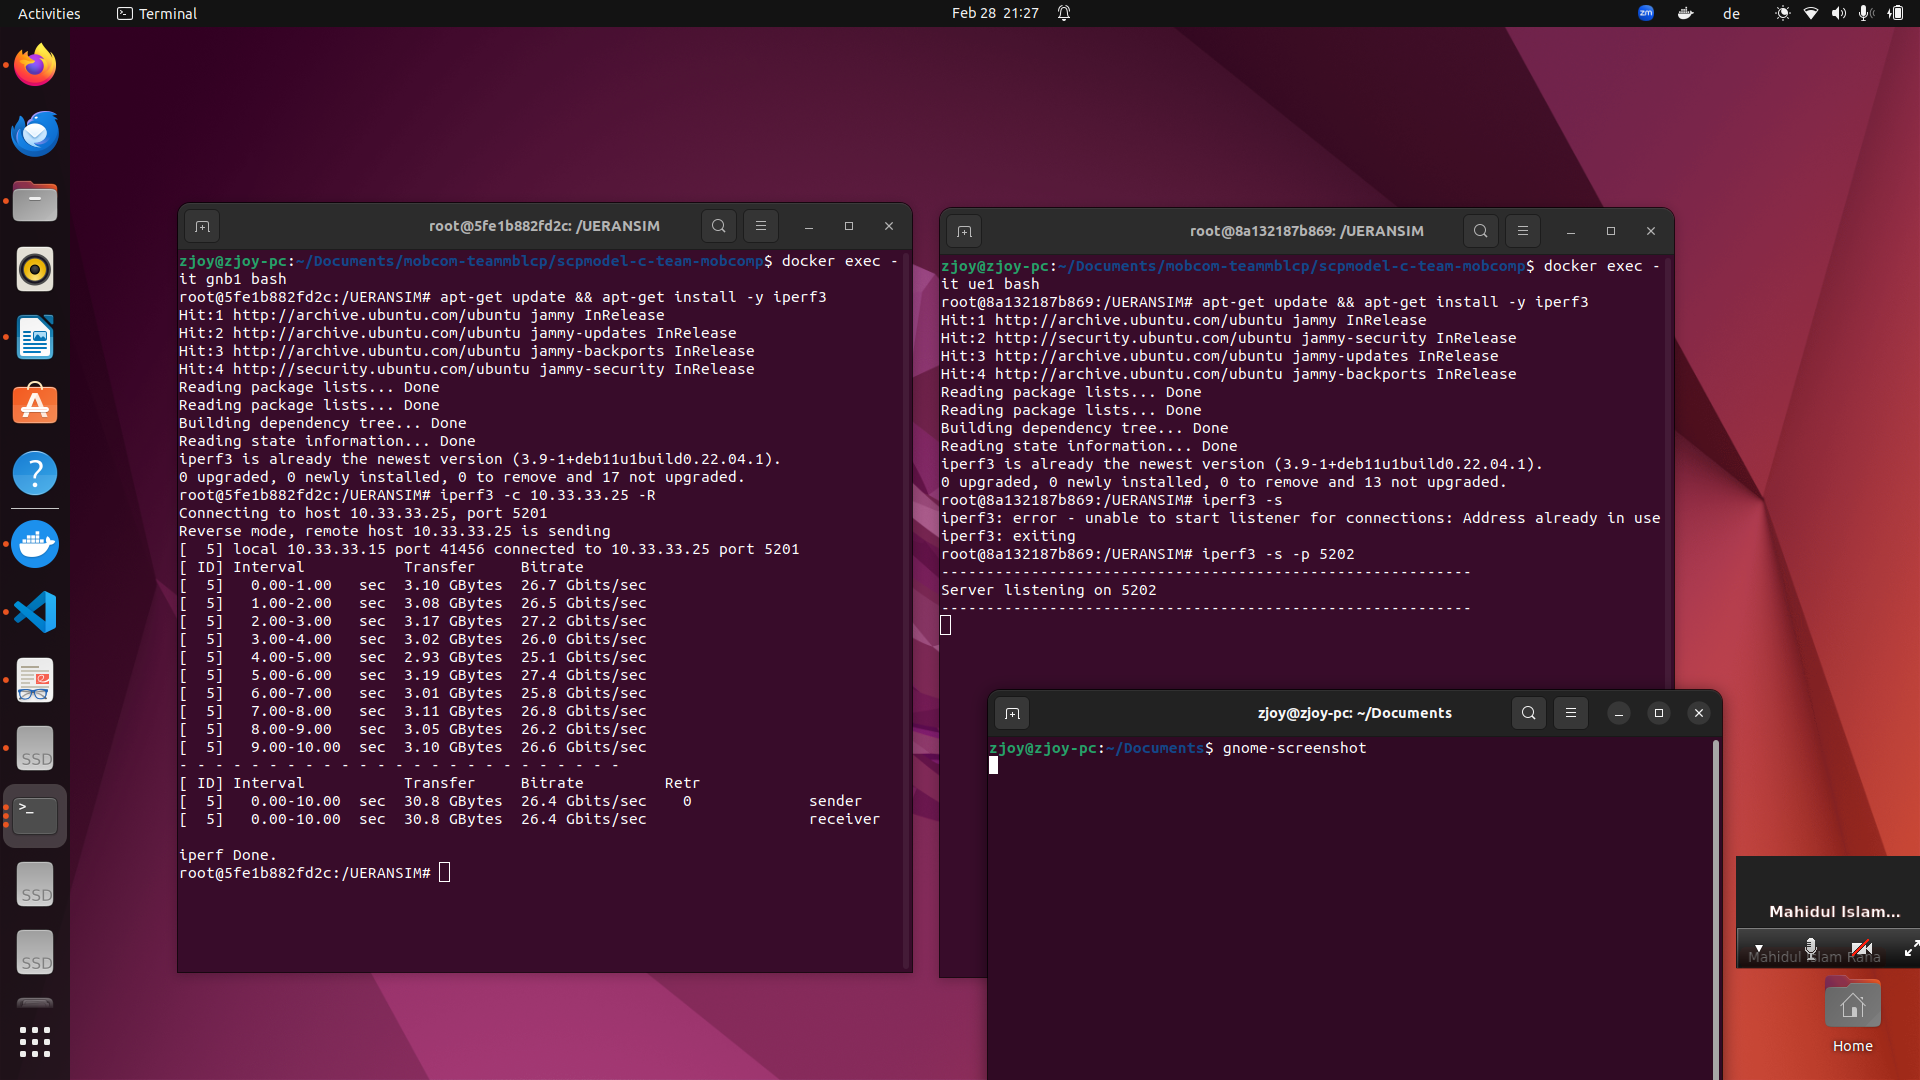 Activities
Terminal
Feb 28 21:27
zm
de
root@5fe1b882fd2c: /UERANSIM
zjoy@zjoy-pc:~/Documents/mobcom-teammblcp/scpmodel-c-team-mobcomp$ docker exec -
it gnb1 bash
root@5fe1b882fd2c:/UERANSIM# apt-get update && apt-get install -y iperf3
Hit:1 http://archive.ubuntu.com/ubuntu jammy InRelease
Hit:2 http://archive.ubuntu.com/ubuntu jammy-updates InRelease
Hit:3 http://archive.ubuntu.com/ubuntu jammy-backports InRelease
Hit:4 http://security.ubuntu.com/ubuntu jammy-security InRelease
Reading package lists... Done
Reading package lists... Done
Building dependency tree... Done
Reading state information... Done
iperf3 is already the newest version (3.9-1+deb11u1build0.22.04.1).
0 upgraded, 0 newly installed, 0 to remove and 17 not upgraded.
root@5fe1b882fd2c:/UERANSIM# iperf3 -c 10.33.33.25 -R
Connecting to host 10.33.33.25, port 5201
Reverse mode, remote host 10.33.33.25 is sending
[  5] local 10.33.33.15 port 41456 connected to 10.33.33.25 port 5201
[ ID] Interval           Transfer     Bitrate
[  5]   0.00-1.00   sec  3.10 GBytes  26.7 Gbits/sec
[  5]   1.00-2.00   sec  3.08 GBytes  26.5 Gbits/sec
[  5]   2.00-3.00   sec  3.17 GBytes  27.2 Gbits/sec
[  5]   3.00-4.00   sec  3.02 GBytes  26.0 Gbits/sec
[  5]   4.00-5.00   sec  2.93 GBytes  25.1 Gbits/sec
[  5]   5.00-6.00   sec  3.19 GBytes  27.4 Gbits/sec
[  5]   6.00-7.00   sec  3.01 GBytes  25.8 Gbits/sec
[  5]   7.00-8.00   sec  3.11 GBytes  26.8 Gbits/sec
[  5]   8.00-9.00   sec  3.05 GBytes  26.2 Gbits/sec
[  5]   9.00-10.00  sec  3.10 GBytes  26.6 Gbits/sec
- - - - - - - - - - - - - - - - - - - - - - - - -
[ ID] Interval           Transfer     Bitrate         Retr
[  5]   0.00-10.00  sec  30.8 GBytes  26.4 Gbits/sec    0             sender
[  5]   0.00-10.00  sec  30.8 GBytes  26.4 Gbits/sec                  receiver
iperf Done.
root@5fe1b882fd2c:/UERANSIM#
root@8a132187b869: /UERANSIM
zjoy@zjoy-pc:~/Documents/mobcom-teammblcp/scpmodel-c-team-mobcomp$ docker exec -
it ue1 bash
root@8a132187b869:/UERANSIM# apt-get update && apt-get install -y iperf3
Hit:1 http://archive.ubuntu.com/ubuntu jammy InRelease
Hit:2 http://security.ubuntu.com/ubuntu jammy-security InRelease
Hit:3 http://archive.ubuntu.com/ubuntu jammy-updates InRelease
Hit:4 http://archive.ubuntu.com/ubuntu jammy-backports InRelease
Reading package lists... Done
Reading package lists... Done
Building dependency tree... Done
Reading state information... Done
iperf3 is already the newest version (3.9-1+deb11u1build0.22.04.1).
0 upgraded, 0 newly installed, 0 to remove and 13 not upgraded.
root@8a132187b869:/UERANSIM# iperf3 -s
iperf3: error - unable to start listener for connections: Address already in use
iperf3: exiting
root@8a132187b869:/UERANSIM# iperf3 -s -p 5202
-----------------------------------------------------------
Server listening on 5202
-----------------------------------------------------------
zjoy@zjoy-pc: ~/Documents
zjoy@zjoy-pc:~/Documents$ gnome-screenshot
SSD
SSD
SSD
Mahidul Islam...
Mahidul Islam Rana
Home